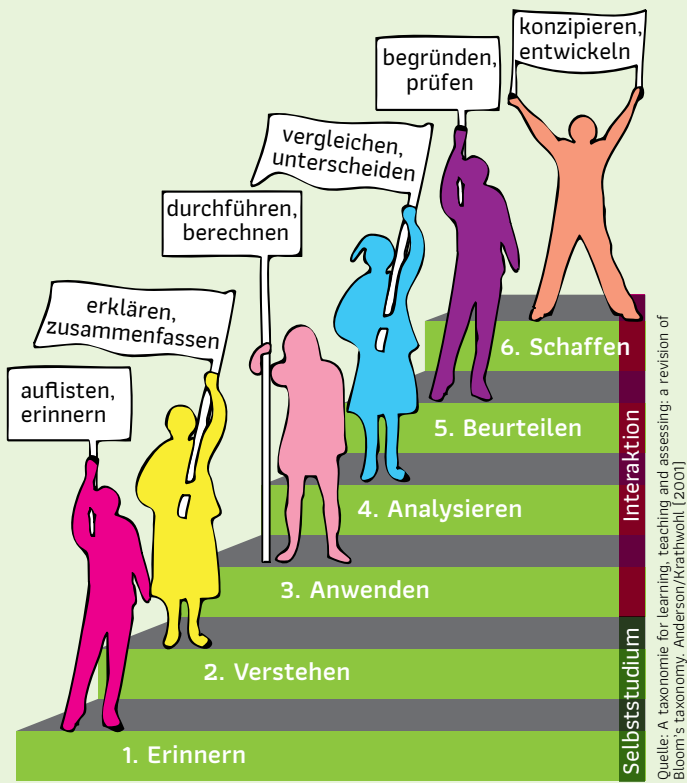 konzipieren,
entwickeln
begründen,
prüfen
vergleichen,
unterscheiden
durchführen,
berechnen
erklären,
zusammenfassen
auflisten,
erinnern
6. Schaffen
5. Beurteilen
4. Analysieren
3. Anwenden
2. Verstehen
1. Erinnern
Interaktion
Selbststudium
Quelle: A taxonomie for learning, teaching and assessing: a revision of
Bloom's taxonomy. Anderson/Krathwohl [2001]